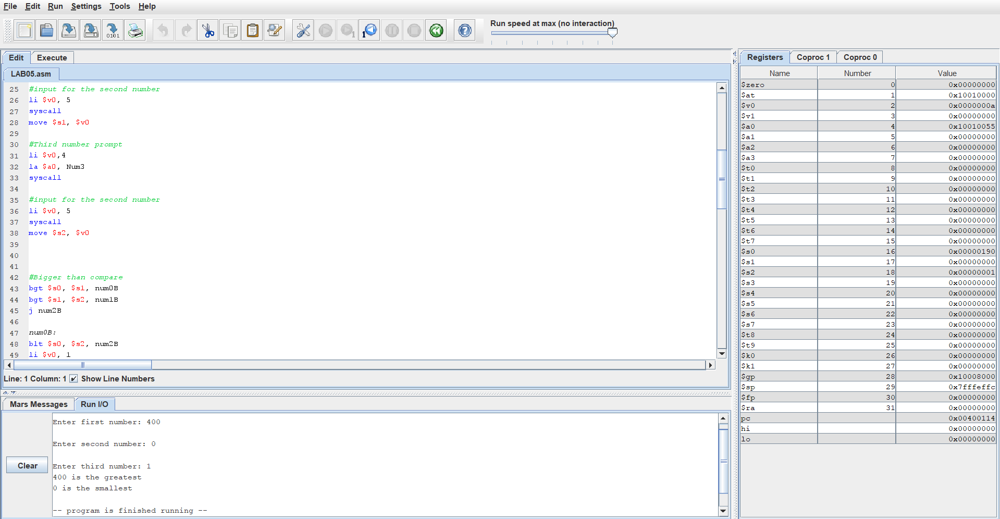 File Edit Run Settings Tools Help
Run speed at max (no interaction)
0101
1
1
Edit Execute
LAB05.asm
25 #input for the second number
26 li $v0, 5
27 syscall
28 move $s1, $v0
29
30 #Third number prompt
31 li $v0,4
32 la $a0, Num3
33 syscall
34
35 #input for the second number
36 li $v0, 5
37 syscall
38 move $s2, $v0
39
40
41
42 #Bigger than compare
43 bgt $s0, $s1, num0B
44 bgt $s1, $s2, num1B
45 j num2B
46
47 num0B:
48 blt $s0, $s2, num2B
49 li $v0, 1
Line: 1 Column: 1 Show Line Numbers
Mars Messages Run I/O
Clear
Enter first number: 400
Enter second number: 0
Enter third number: 1
400 is the greatest
0 is the smallest
-- program is finished running --
Registers Coproc 1 Coproc 0
Name Number Value
$zero 0 0x00000000
$at 1 0x10010000
$v0 2 0x0000000a
$v1 3 0x00000000
$a0 4 0x10010055
$a1 5 0x00000000
$a2 6 0x00000000
$a3 7 0x00000000
$t0 8 0x00000000
$t1 9 0x00000000
$t2 10 0x00000000
$t3 11 0x00000000
$t4 12 0x00000000
$t5 13 0x00000000
$t6 14 0x00000000
$t7 15 0x00000000
$s0 16 0x00000190
$s1 17 0x00000000
$s2 18 0x00000001
$s3 19 0x00000000
$s4 20 0x00000000
$s5 21 0x00000000
$s6 22 0x00000000
$s7 23 0x00000000
$t8 24 0x00000000
$t9 25 0x00000000
$k0 26 0x00000000
$k1 27 0x00000000
$gp 28 0x10008000
$sp 29 0x7fffeffc
$fp 30 0x00000000
$ra 31 0x00000000
pc 0x00400114
hi 0x00000000
lo 0x00000000